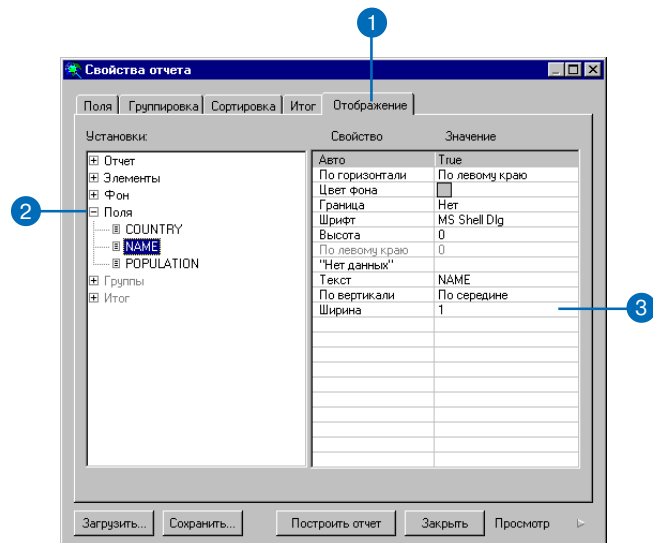 1
Свойства отчета
Поля Группировка Сортировка Итог Отображение
Установки: Свойство Значение
Отчет
Элементы
Фон
2 Поля
COUNTRY
NAME
POPULATION
Группы
Итог
Авто True
По горизонтали По левому краю
Цвет фона
Граница Нет
Шрифт MS Shell Dlg
Высота 0
По левому краю 0
"Нет данных"
Текст NAME
По вертикали По середине
Ширина 1 3
Загрузить... Сохранить... Построить отчет Закрыть Просмотр